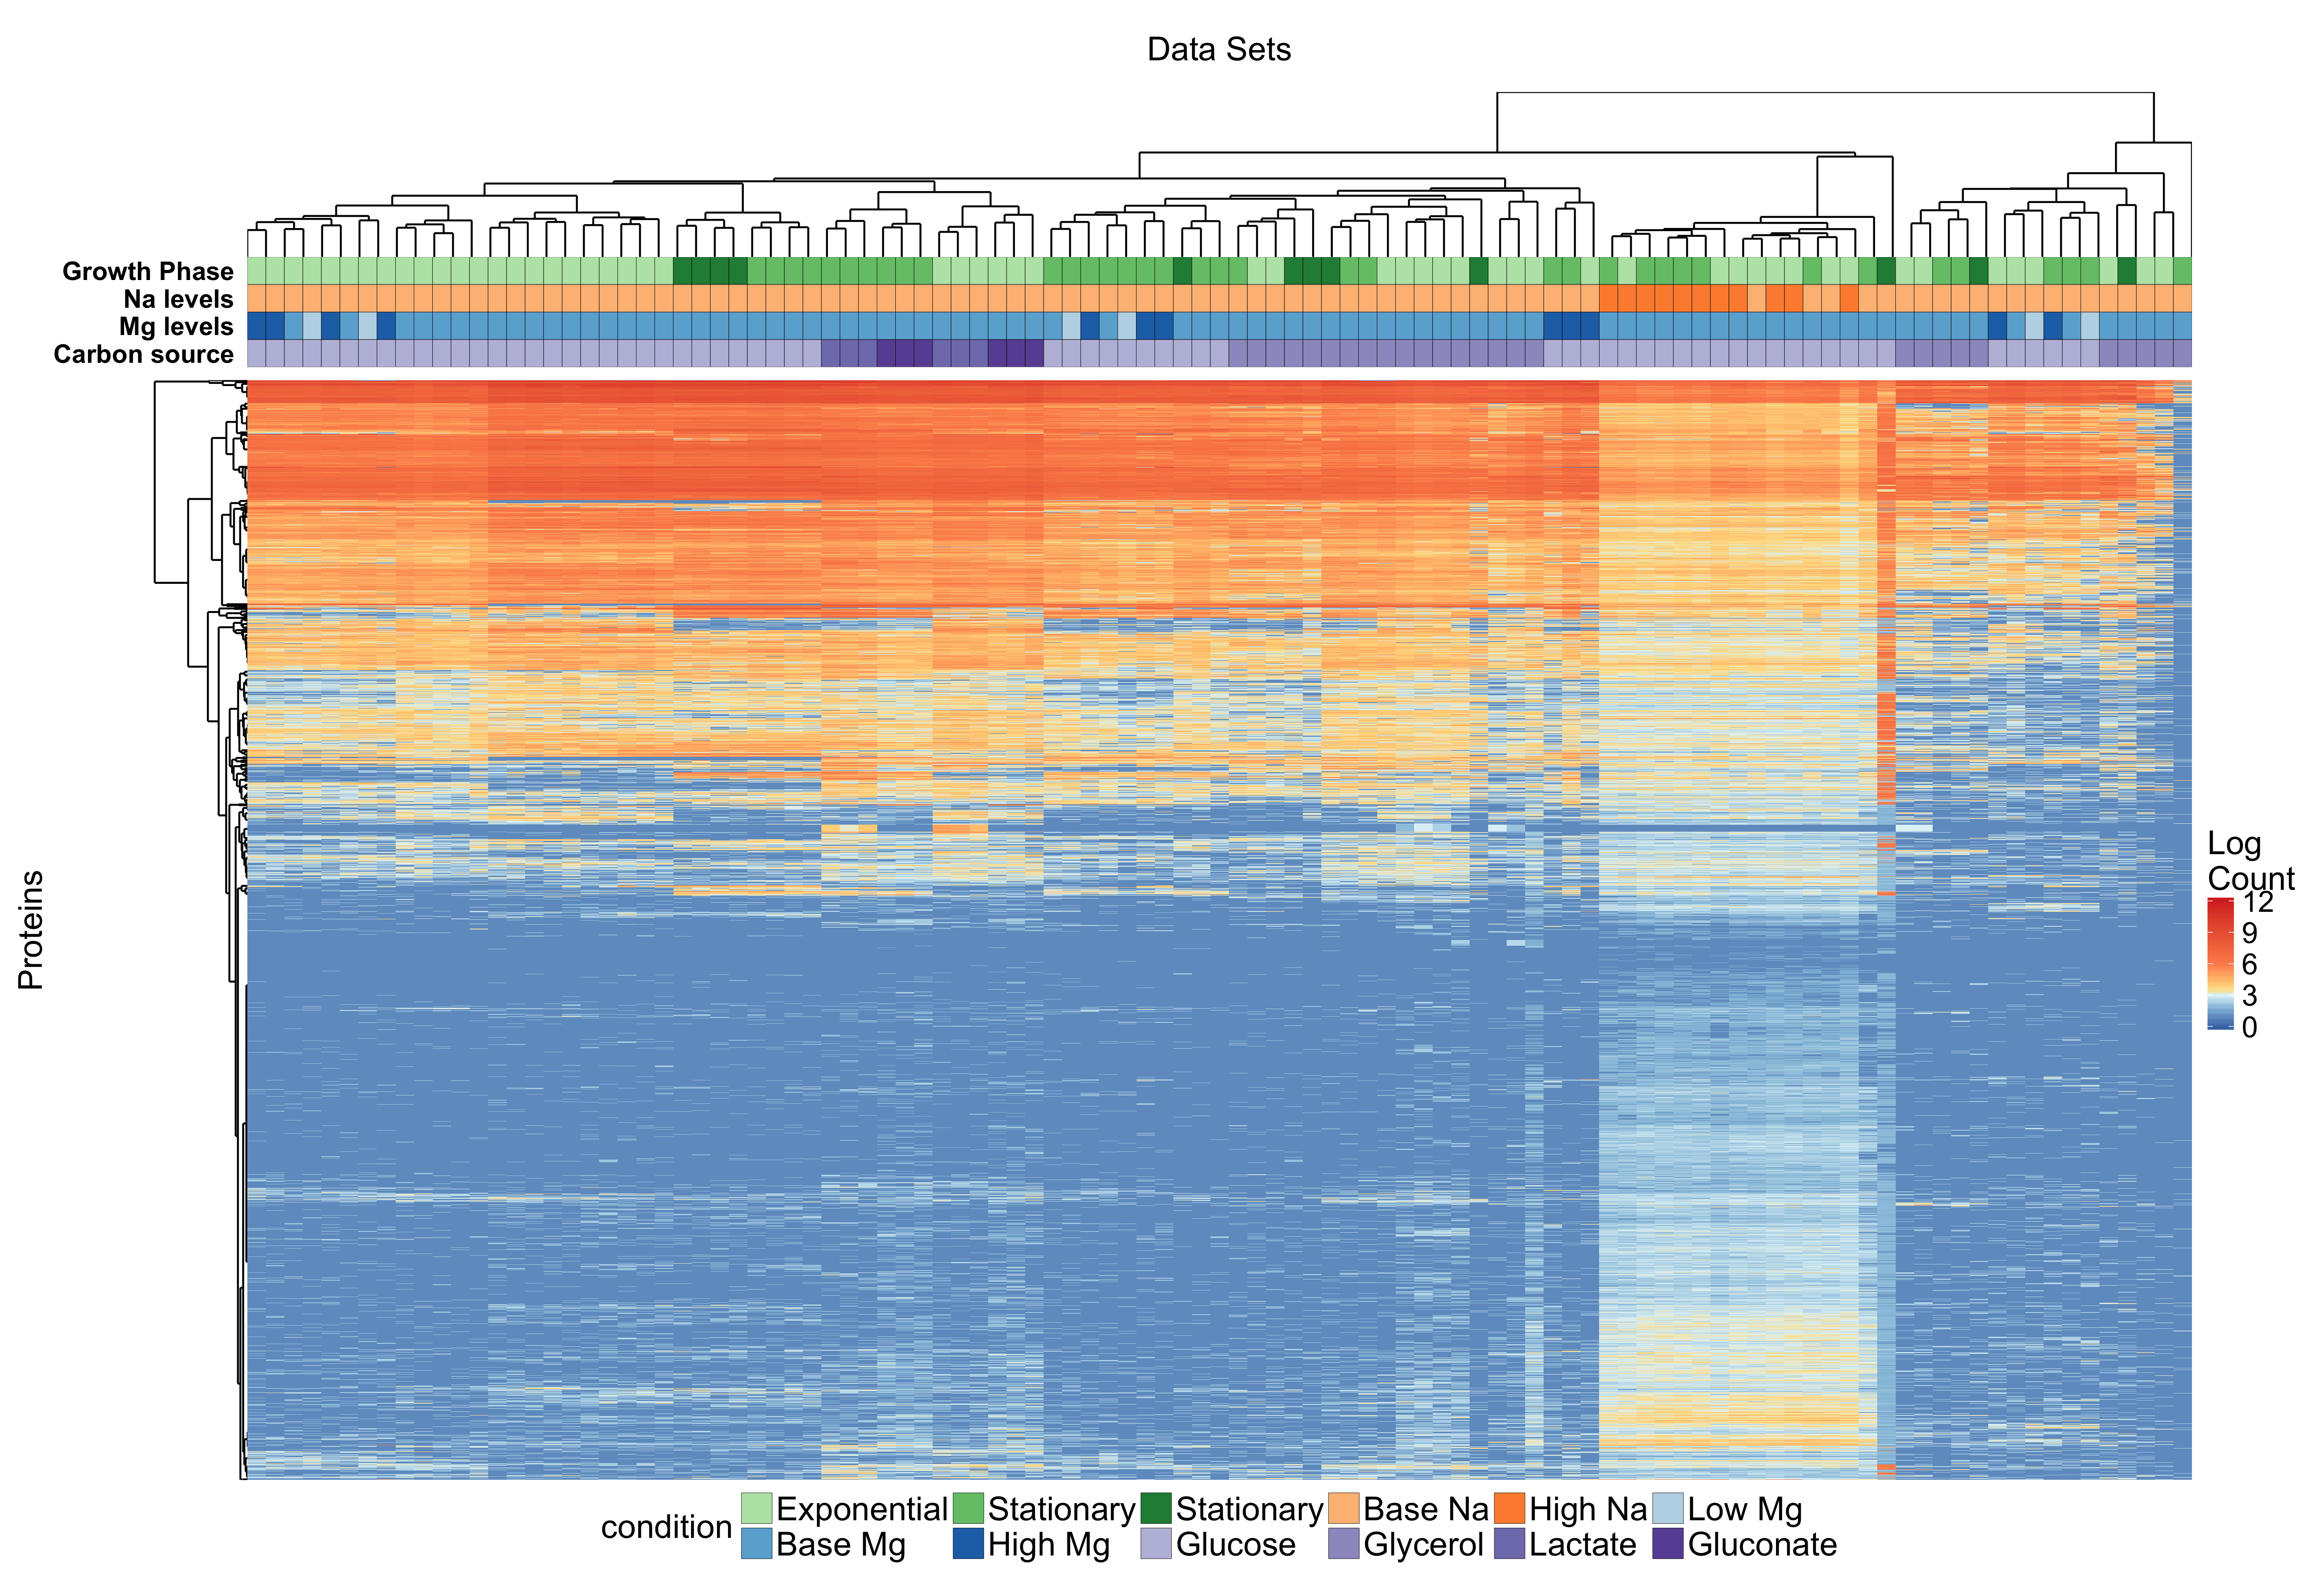 Data Sets
Growth Phase
Na levels
Mg levels
Carbon source
Proteins
Log
Count
12
9
6
3
0
condition
Exponential Stationary Stationary Base Na High Na Low Mg
Base Mg High Mg Glucose Glycerol Lactate Gluconate